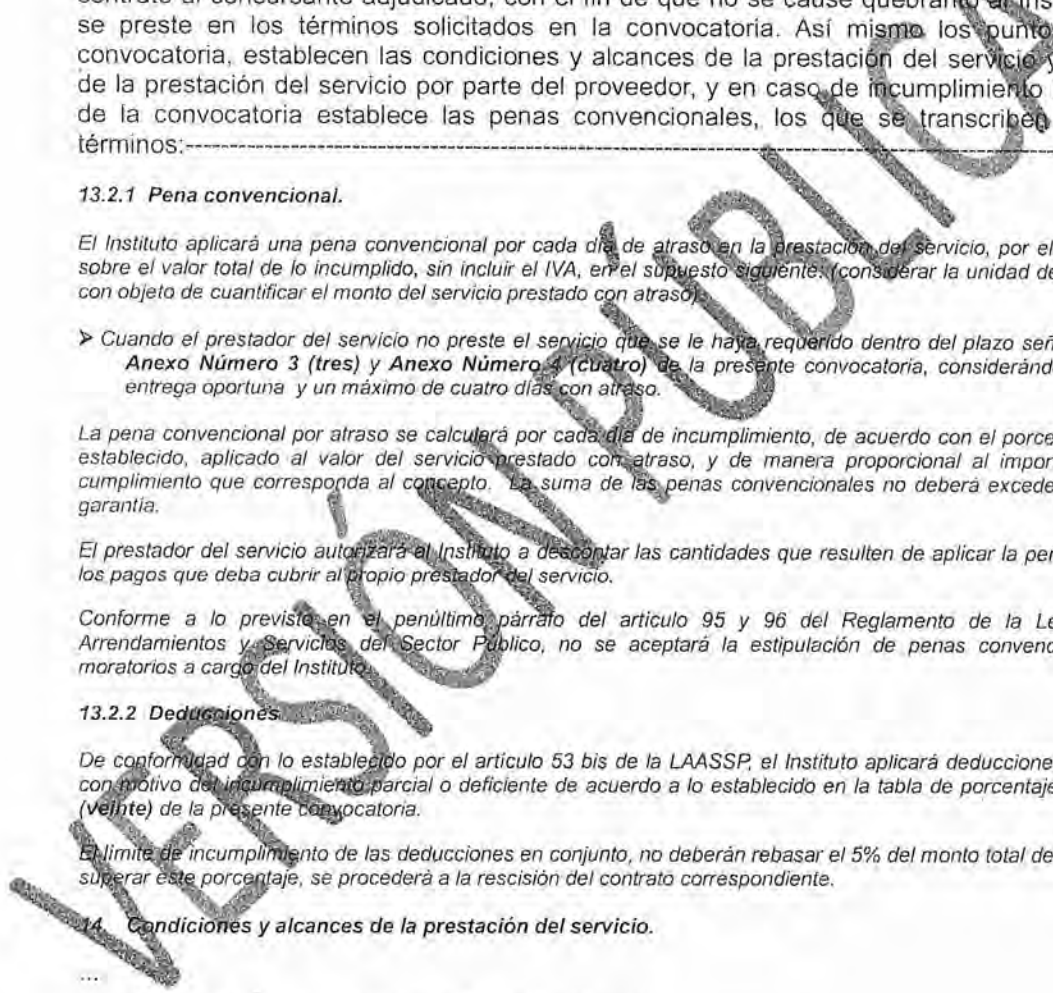 contrato al concursante adjudicado, con el fin de que no se cause quebranto al Ins
se preste en los términos solicitados en la convocatoria. Así mismo los punto
convocatoria, establecen las condiciones y alcances de la prestación del servicio y
de la prestación del servicio por parte del proveedor, y en caso de incumplimiento
de la convocatoria establece las penas convencionales, los que se transcriben
términos:------------------------------------------------------------
13.2.1 Pena convencional.
El Instituto aplicará una pena convencional por cada día de atraso en la prestación del servicio, por el
sobre el valor total de lo incumplido, sin incluir el IVA, en el supuesto siguiente: (considerar la unidad de
con objeto de cuantificar el monto del servicio prestado con atraso).
➢ Cuando el prestador del servicio no preste el servicio que se le haya requerido dentro del plazo señ
Anexo Número 3 (tres) y Anexo Número 4 (cuatro) de la presente convocatoria, consideránd
entrega oportuna y un máximo de cuatro días con atraso.
La pena convencional por atraso se calculará por cada día de incumplimiento, de acuerdo con el porce
establecido, aplicado al valor del servicio prestado con atraso, y de manera proporcional al impor
cumplimiento que corresponda al concepto. La suma de las penas convencionales no deberá excede
garantía.
El prestador del servicio autorizará al Instituto a descontar las cantidades que resulten de aplicar la pen
los pagos que deba cubrir al propio prestador del servicio.
Conforme a lo previsto en el penúltimo párrafo del artículo 95 y 96 del Reglamento de la Le
Arrendamientos y Servicios del Sector Público, no se aceptará la estipulación de penas convenc
moratorios a cargo del Instituto.
13.2.2 Deducciones
De conformidad con lo establecido por el artículo 53 bis de la LAASSP, el Instituto aplicará deduccione
con motivo del incumplimiento parcial o deficiente de acuerdo a lo establecido en la tabla de porcentaje
(veinte) de la presente convocatoria.
El límite de incumplimiento de las deducciones en conjunto, no deberán rebasar el 5% del monto total de
superar éste porcentaje, se procederá a la rescisión del contrato correspondiente.
14. Condiciones y alcances de la prestación del servicio.
...
VERSIÓN PÚBLICA